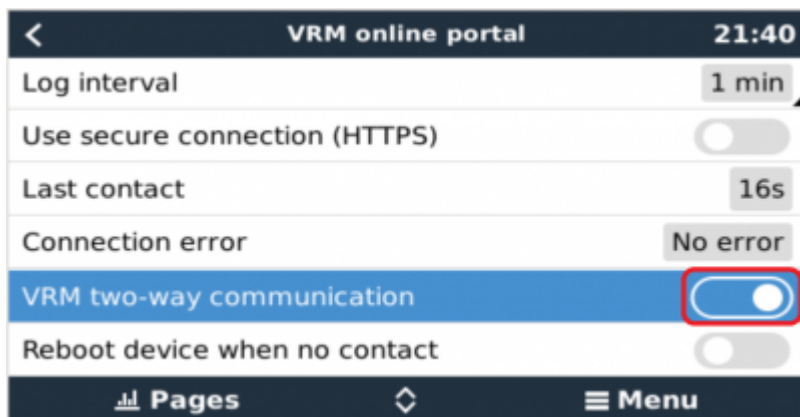 VRM online portal 21:40
Log interval 1 min
Use secure connection (HTTPS)
Last contact 16s
Connection error No error
VRM two-way communication
Reboot device when no contact
Pages Menu